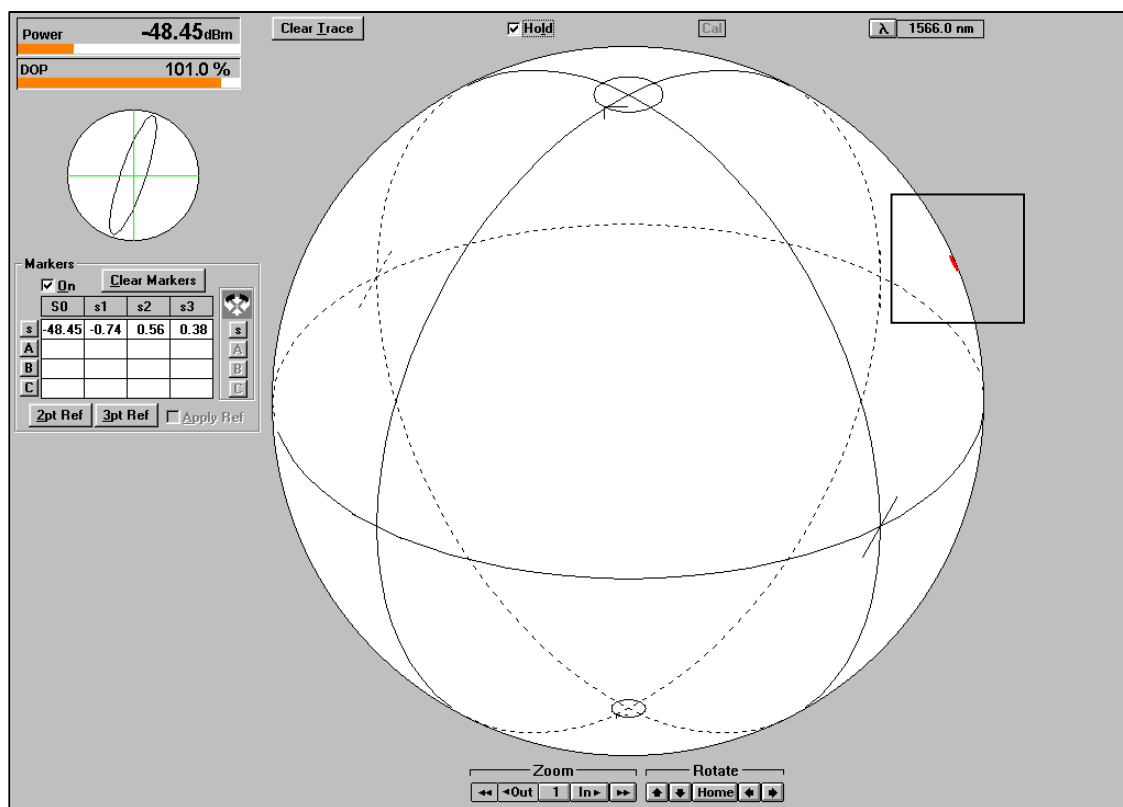 Power -48.45dBm
DOP 101.0 %
Clear Trace
Hold
Cal
λ 1566.0 nm
Markers
On Clear Markers
S0 s1 s2 s3
s -48.45 -0.74 0.56 0.38 s
A A
B B
C C
2pt Ref 3pt Ref Apply Ref
Zoom Rotate
◄◄ ◄Out 1 In► ►► Home